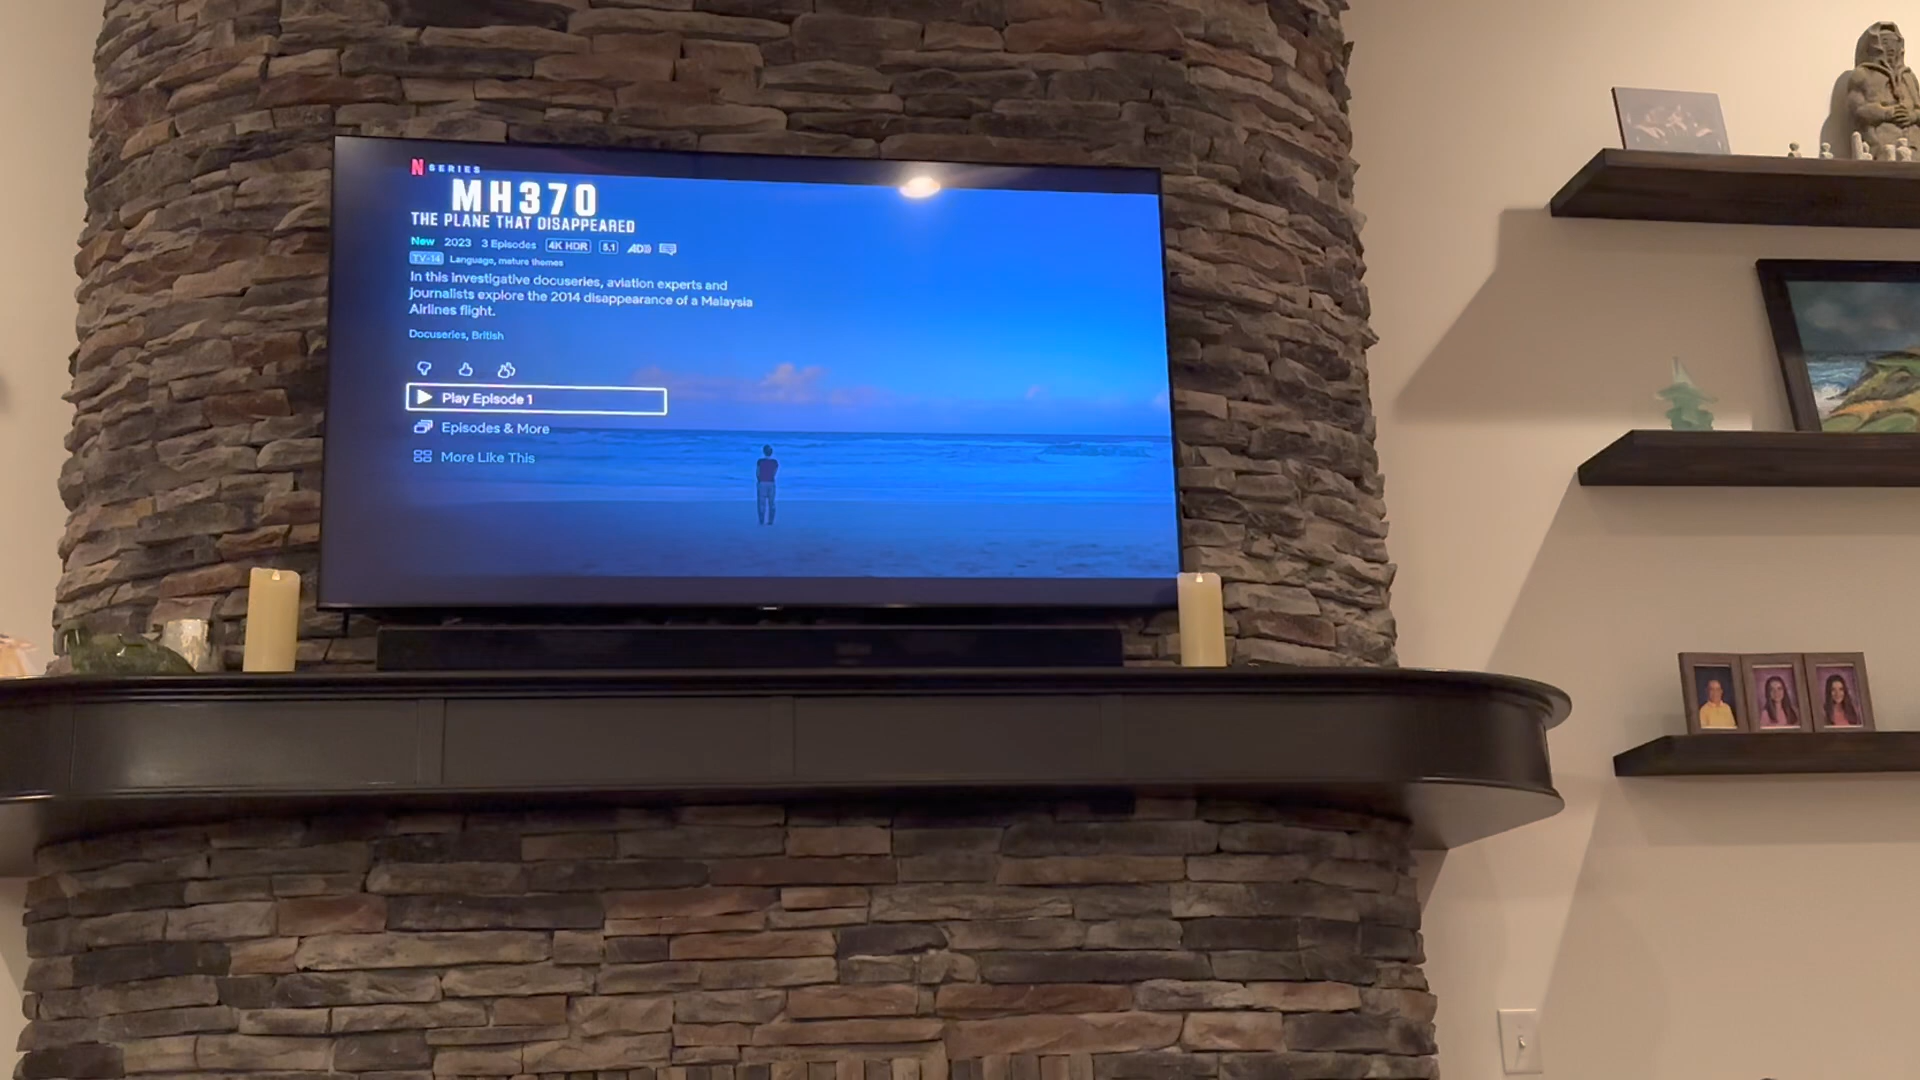 N SERIES
MH370
THE PLANE THAT DISAPPEARED
New 2023 3 Episodes 4K HDR 5.1 AD
TV-14 Language, mature themes
In this investigative docuseries, aviation experts and
journalists explore the 2014 disappearance of a Malaysia
Airlines flight.
Docuseries, British
Play Episode 1
Episodes & More
More Like This